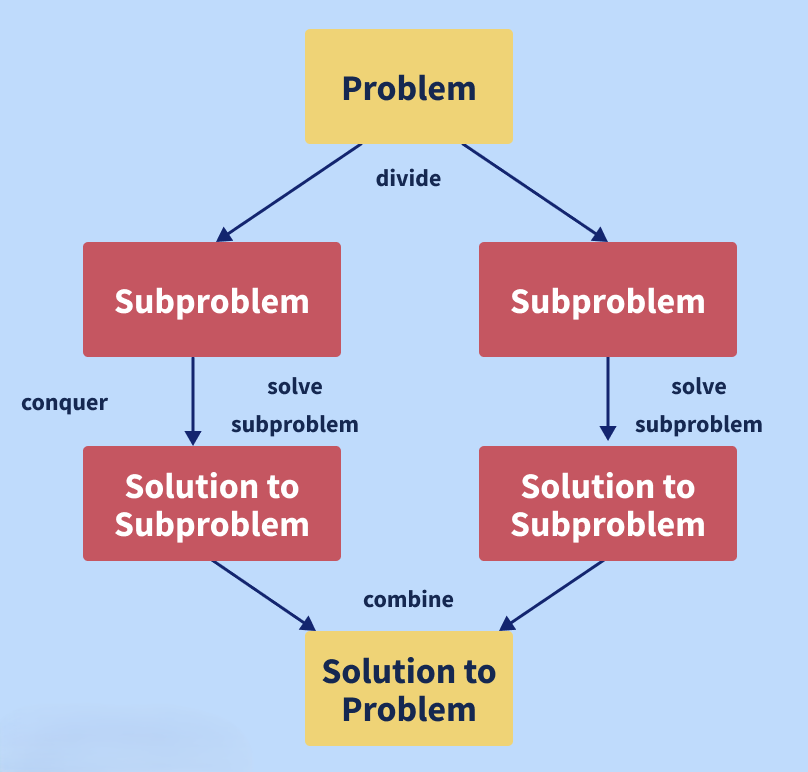 Problem
divide
Subproblem
Subproblem
conquer
solve
subproblem
solve
subproblem
Solution to
Subproblem
Solution to
Subproblem
combine
Solution to
Problem